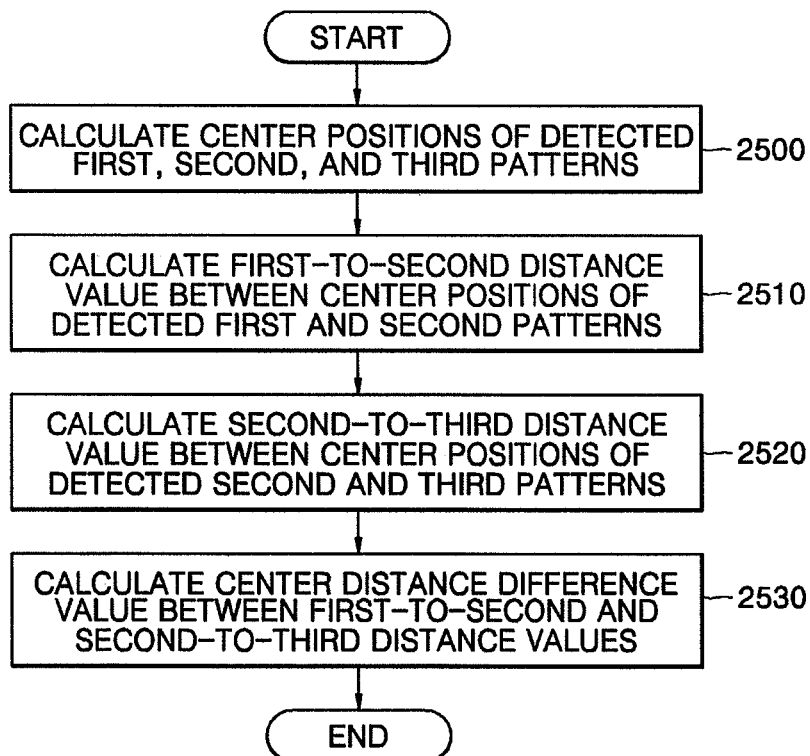 START
CALCULATE CENTER POSITIONS OF DETECTED
FIRST, SECOND, AND THIRD PATTERNS
2500
CALCULATE FIRST-TO-SECOND DISTANCE
VALUE BETWEEN CENTER POSITIONS OF
DETECTED FIRST AND SECOND PATTERNS
2510
CALCULATE SECOND-TO-THIRD DISTANCE
VALUE BETWEEN CENTER POSITIONS OF
DETECTED SECOND AND THIRD PATTERNS
2520
CALCULATE CENTER DISTANCE DIFFERENCE
VALUE BETWEEN FIRST-TO-SECOND AND
SECOND-TO-THIRD DISTANCE VALUES
2530
END